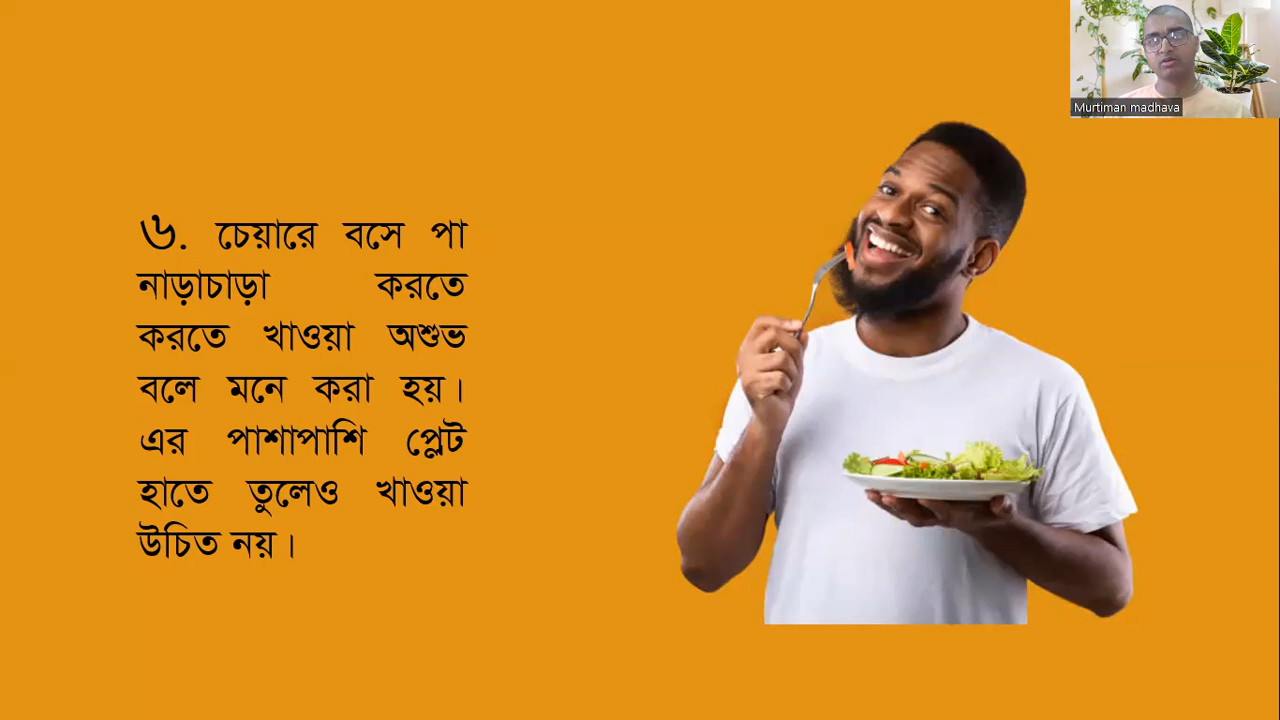 Murtiman madhava
৬. চেয়ারে বসে পা
নাড়াচাড়া করতে
করতে খাওয়া অশুভ
বলে মনে করা হয়।
এর পাশাপাশি প্লেট
হাতে তুলেও খাওয়া
উচিত নয়।